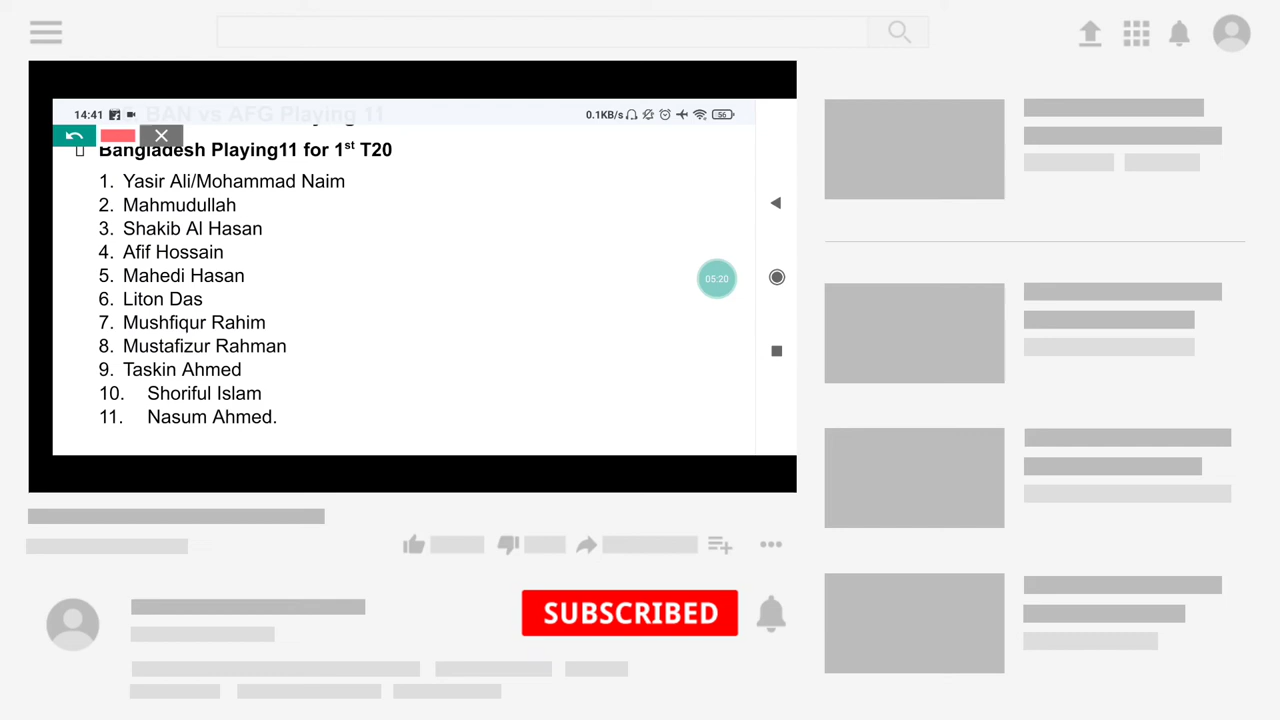 14:41
BAN vs AFG Playing 11
0.1KB/s
56
Bangladesh Playing11 for 1st T20
1. Yasir Ali/Mohammad Naim
2. Mahmudullah
3. Shakib Al Hasan
4. Afif Hossain
5. Mahedi Hasan
6. Liton Das
7. Mushfiqur Rahim
8. Mustafizur Rahman
9. Taskin Ahmed
10. Shoriful Islam
11. Nasum Ahmed.
05:20
SUBSCRIBED